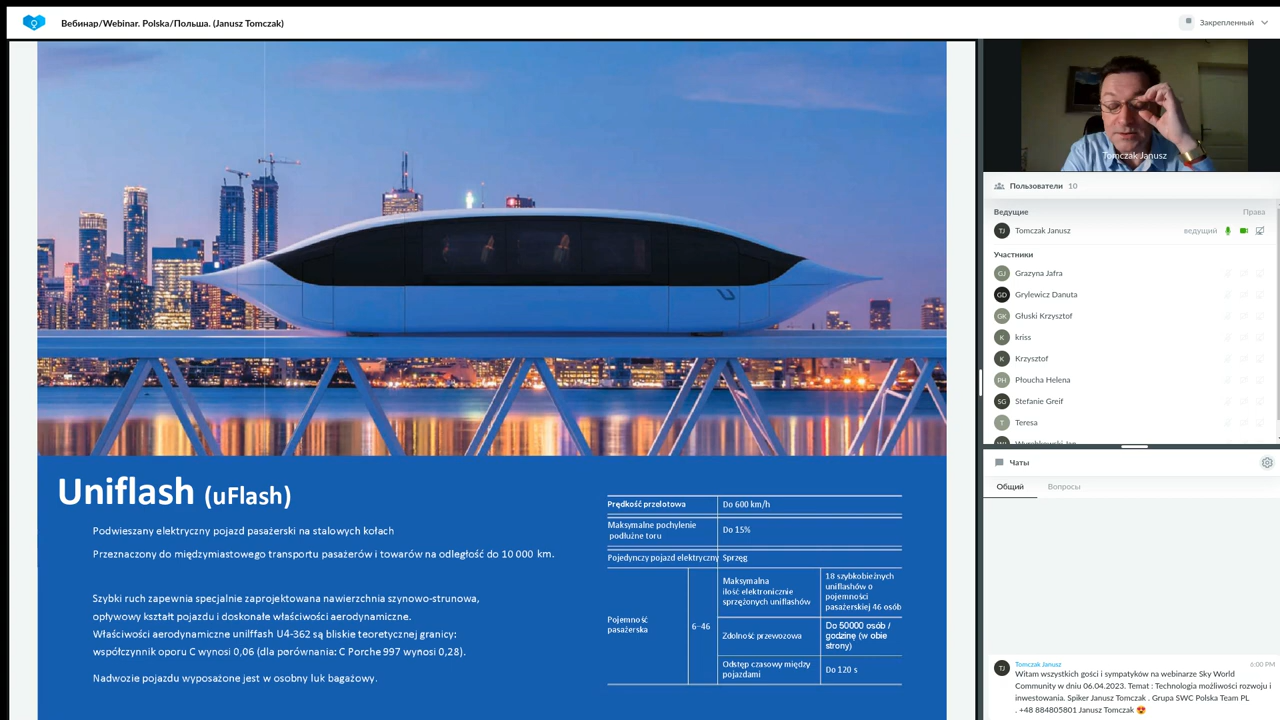 Вебинар/Webinar. Polska/Польша. (Janusz Tomczak)
Закрепленный
Tomczak Janusz
Пользователи 10
Ведущие
Права
TJ Tomczak Janusz
ведущий
Участники
GJ Grazyna Jafra
GD Grylewicz Danuta
GK Głuski Krzysztof
K kriss
K Krzysztof
PH Płoucha Helena
SG Stefanie Greif
T Teresa
Чаты
Общий
Вопросы
TJ Tomczak Janusz
6:00 PM
Witam wszystkich gości i sympatyków na webinarze Sky World
Community w dniu 06.04.2023. Temat : Technologia możliwości rozwoju i
inwestowania. Spiker Janusz Tomczak . Grupa SWC Polska Team PL
. +48 884805801 Janusz Tomczak 😍
Uniflash (uFlash)
Podwieszany elektryczny pojazd pasażerski na stalowych kołach
Przeznaczony do międzymiastowego transportu pasażerów i towarów na odległość do 10 000 km.
Szybki ruch zapewnia specjalnie zaprojektowana nawierzchnia szynowo-strunowa,
opływowy kształt pojazdu i doskonałe właściwości aerodynamiczne.
Właściwości aerodynamiczne unilffash U4-362 są bliskie teoretycznej granicy:
współczynnik oporu C wynosi 0,06 (dla porównania: C Porche 997 wynosi 0,28).
Nadwozie pojazdu wyposażone jest w osobny luk bagażowy.
Prędkość przelotowa
Do 600 km/h
Maksymalne pochylenie
podłużne toru
Do 15%
Pojedynczy pojazd elektryczny
Sprzęg
Pojemność
pasażerska
6–46
Maksymalna
ilość elektronicznie
sprzężonych uniflashów
18 szybkobieżnych
uniflashów o
pojemności
pasażerskiej 46 osób
Zdolność przewozowa
Do 50000 osób /
godzinę (w obie
strony)
Odstęp czasowy między
pojazdami
Do 120 s